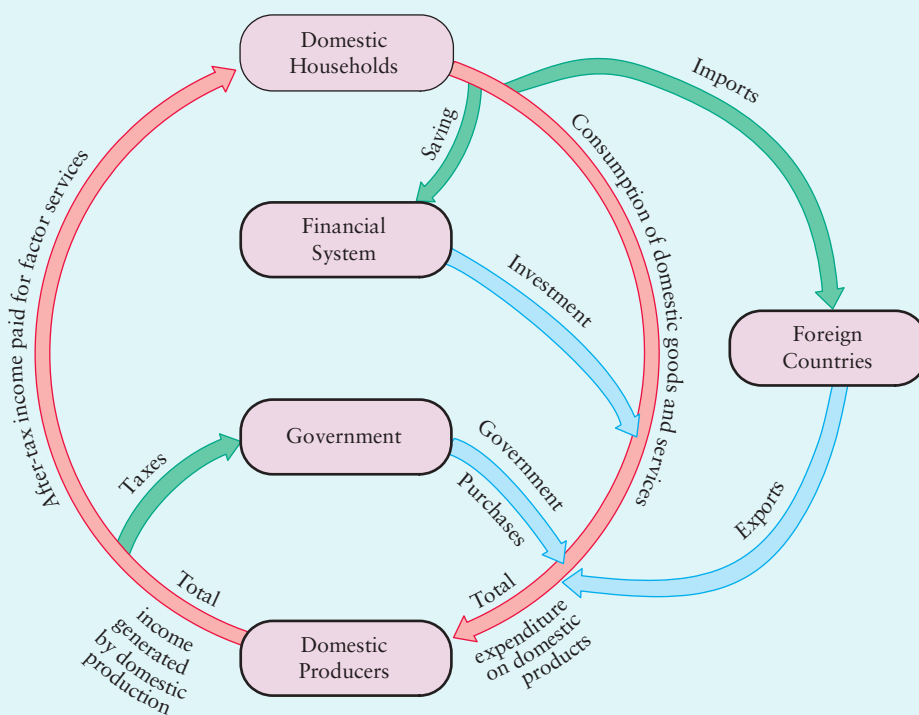 Domestic
Households
Imports
Saving
Consumption of domestic goods and services
After-tax income paid for factor services
Financial
System
Investment
Foreign
Countries
Government
Taxes
Government
Purchases
Exports
Total
income
generated
by domestic
production
Total
expenditure
on domestic
products
Domestic
Producers